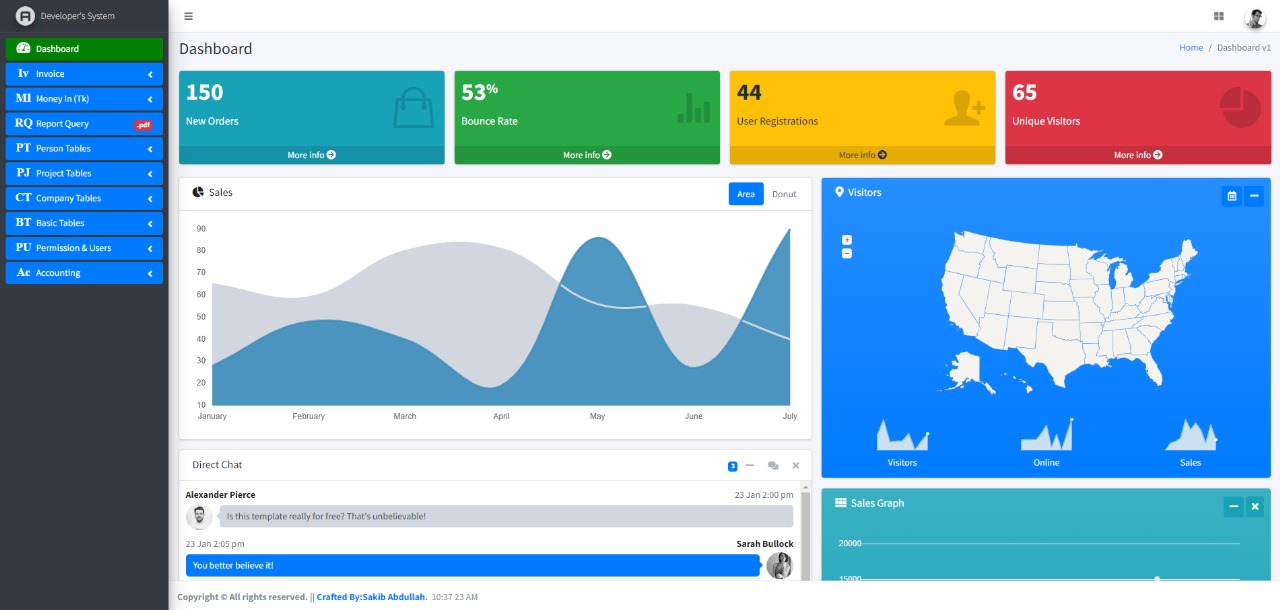 Developer's System
Dashboard
Iv Invoice
MI Money In (Tk)
RQ Report Query .pdf
PT Person Tables
PJ Project Tables
CT Company Tables
BT Basic Tables
PU Permission & Users
Ac Accounting
Dashboard
Home / Dashboard v1
150
New Orders
More info
53%
Bounce Rate
More info
44
User Registrations
More info
65
Unique Visitors
More info
Sales
Area Donut
90
80
70
60
50
40
30
20
10
January February March April May June July
Visitors
+
−
Visitors Online Sales
Direct Chat
3
Alexander Pierce 23 Jan 2:00 pm
Is this template really for free? That's unbelievable!
23 Jan 2:05 pm Sarah Bullock
You better believe it!
Sales Graph
20000
15000
Copyright © All rights reserved. || Crafted By:Sakib Abdullah. 10:37 23 AM